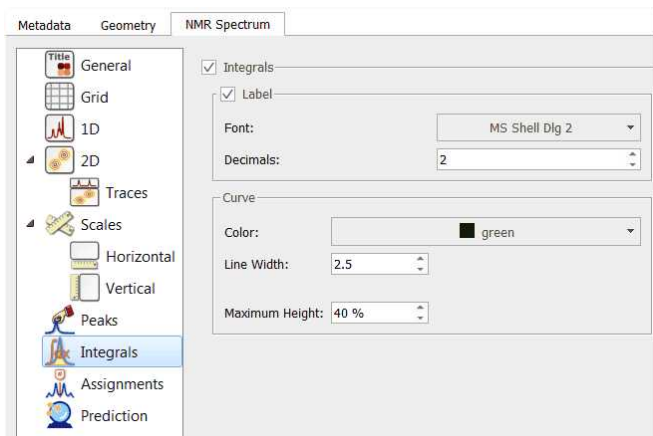 Metadata
Geometry
NMR Spectrum
Title
General
Grid
1D
2D
Traces
Scales
Horizontal
Vertical
Peaks
Integrals
Assignments
Prediction
Integrals
Label
Font:
MS Shell Dlg 2
Decimals:
2
Curve
Color:
green
Line Width:
2.5
Maximum Height:
40 %